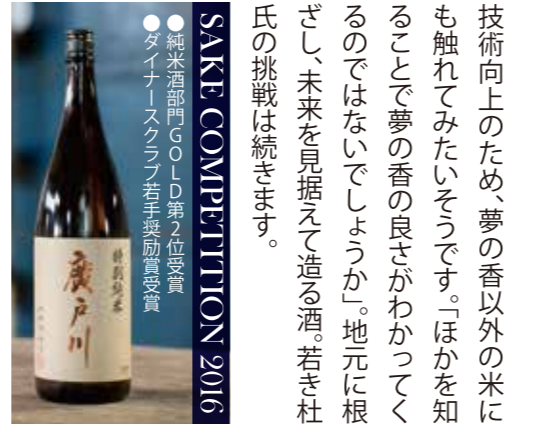 技術向上のため、夢の香以外の米に
も触れてみたいそうです。「ほかを知
ることで夢の香の良さがわかってく
るのではないでしょうか」。地元に根
ざし、未来を見据えて造る酒。若き杜
氏の挑戦は続きます。
SAKE COMPETITION 2016
●純米酒部門GOLD第2位受賞
●ダイナースクラブ若手奨励賞受賞
特別純米
廣戸川